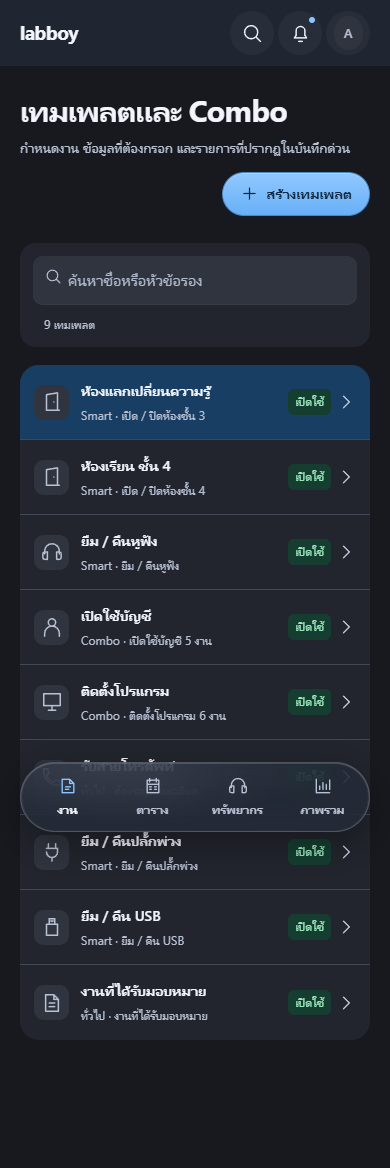 labboy
A
เทมเพลตและ Combo
กำหนดงาน ข้อมูลที่ต้องกรอก และรายการที่ปรากฏในบันทึกด่วน
สร้างเทมเพลต
ค้นหาชื่อหรือหัวข้อรอง
9 เทมเพลต
ห้องแลกเปลี่ยนความรู้
เปิดใช้
Smart · เปิด / ปิดห้องชั้น 3
ห้องเรียน ชั้น 4
เปิดใช้
Smart · เปิด / ปิดห้องชั้น 4
ยืม / คืนหูฟัง
เปิดใช้
Smart · ยืม / คืนหูฟัง
เปิดใช้บัญชี
เปิดใช้
Combo · เปิดใช้บัญชี 5 งาน
ติดตั้งโปรแกรม
เปิดใช้
Combo · ติดตั้งโปรแกรม 6 งาน
รับสายโทรศัพท์
งาน
ตาราง
ทรัพยากร
ภาพรวม
ยืม / คืนปลั๊กพ่วง
เปิดใช้
Smart · ยืม / คืนปลั๊กพ่วง
ยืม / คืน USB
เปิดใช้
Smart · ยืม / คืน USB
งานที่ได้รับมอบหมาย
เปิดใช้
ทั่วไป · งานที่ได้รับมอบหมาย